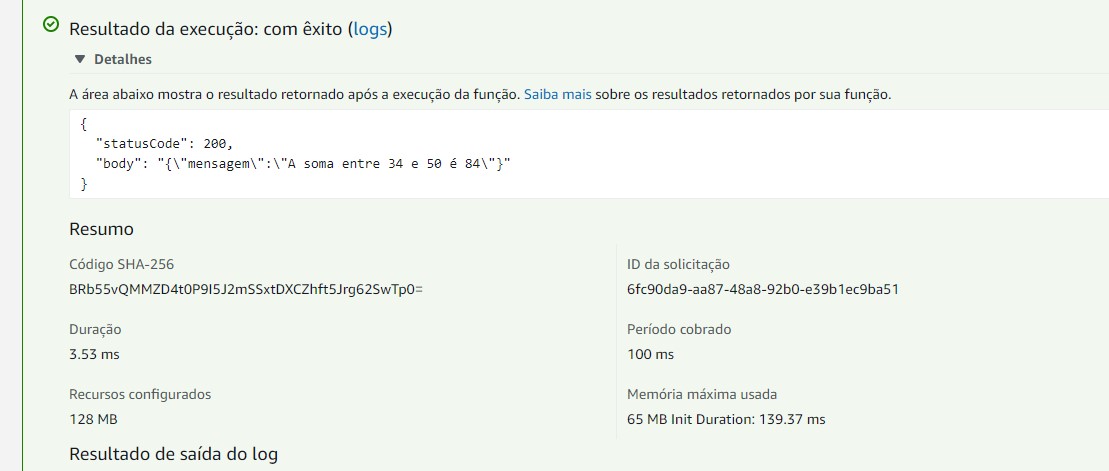 Resultado da execução: com êxito (logs)
Detalhes
A área abaixo mostra o resultado retornado após a execução da função. Saiba mais sobre os resultados retornados por sua função.
{
"statusCode": 200,
"body": "{\"mensagem\":\"A soma entre 34 e 50 é 84\"}"
}
Resumo
Código SHA-256
BRb55vQMMZD4t0P9I5J2mSSxtDXCZhft5Jrg62SwTp0=
ID da solicitação
6fc90da9-aa87-48a8-92b0-e39b1ec9ba51
Duração
3.53 ms
Período cobrado
100 ms
Recursos configurados
128 MB
Memória máxima usada
65 MB Init Duration: 139.37 ms
Resultado de saída do log